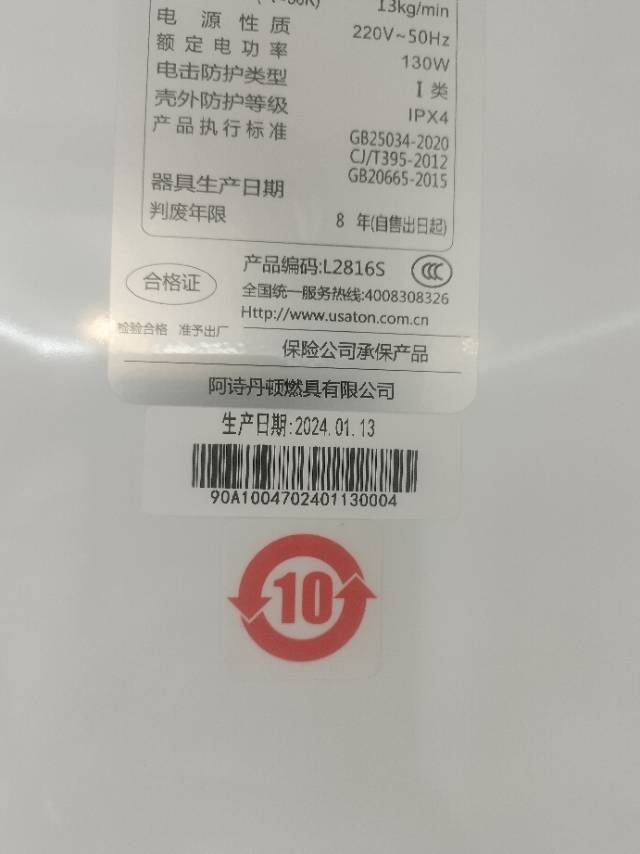 13kg/min
电源性质 220V~50Hz
额定电功率 130W
电击防护类型 I 类
壳外防护等级 IPX4
产品执行标准 GB25034-2020
CJ/T395-2012
GB20665-2015
器具生产日期
判废年限 8 年(自售出日起)
合格证
检验合格 准予出厂
产品编码:L2816S
全国统一服务热线:4008308326
Http://www.usaton.com.cn
保险公司承保产品
阿诗丹顿燃具有限公司
生产日期:2024.01.13
90A1004702401130004
10